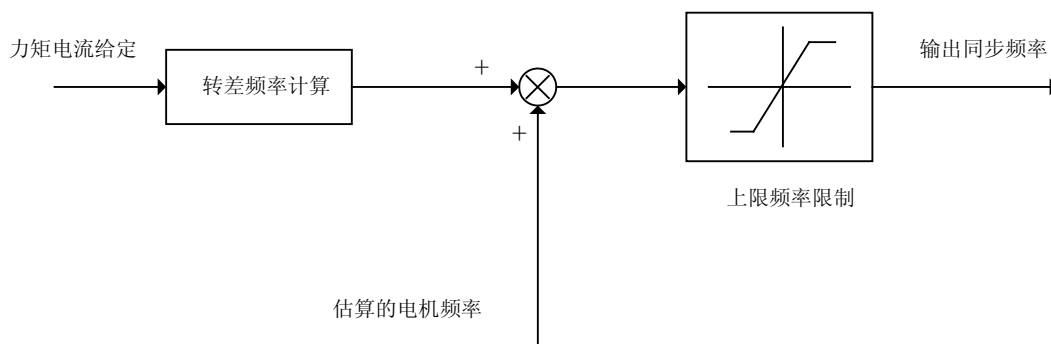 力矩电流给定
转差频率计算
+
+
输出同步频率
上限频率限制
估算的电机频率